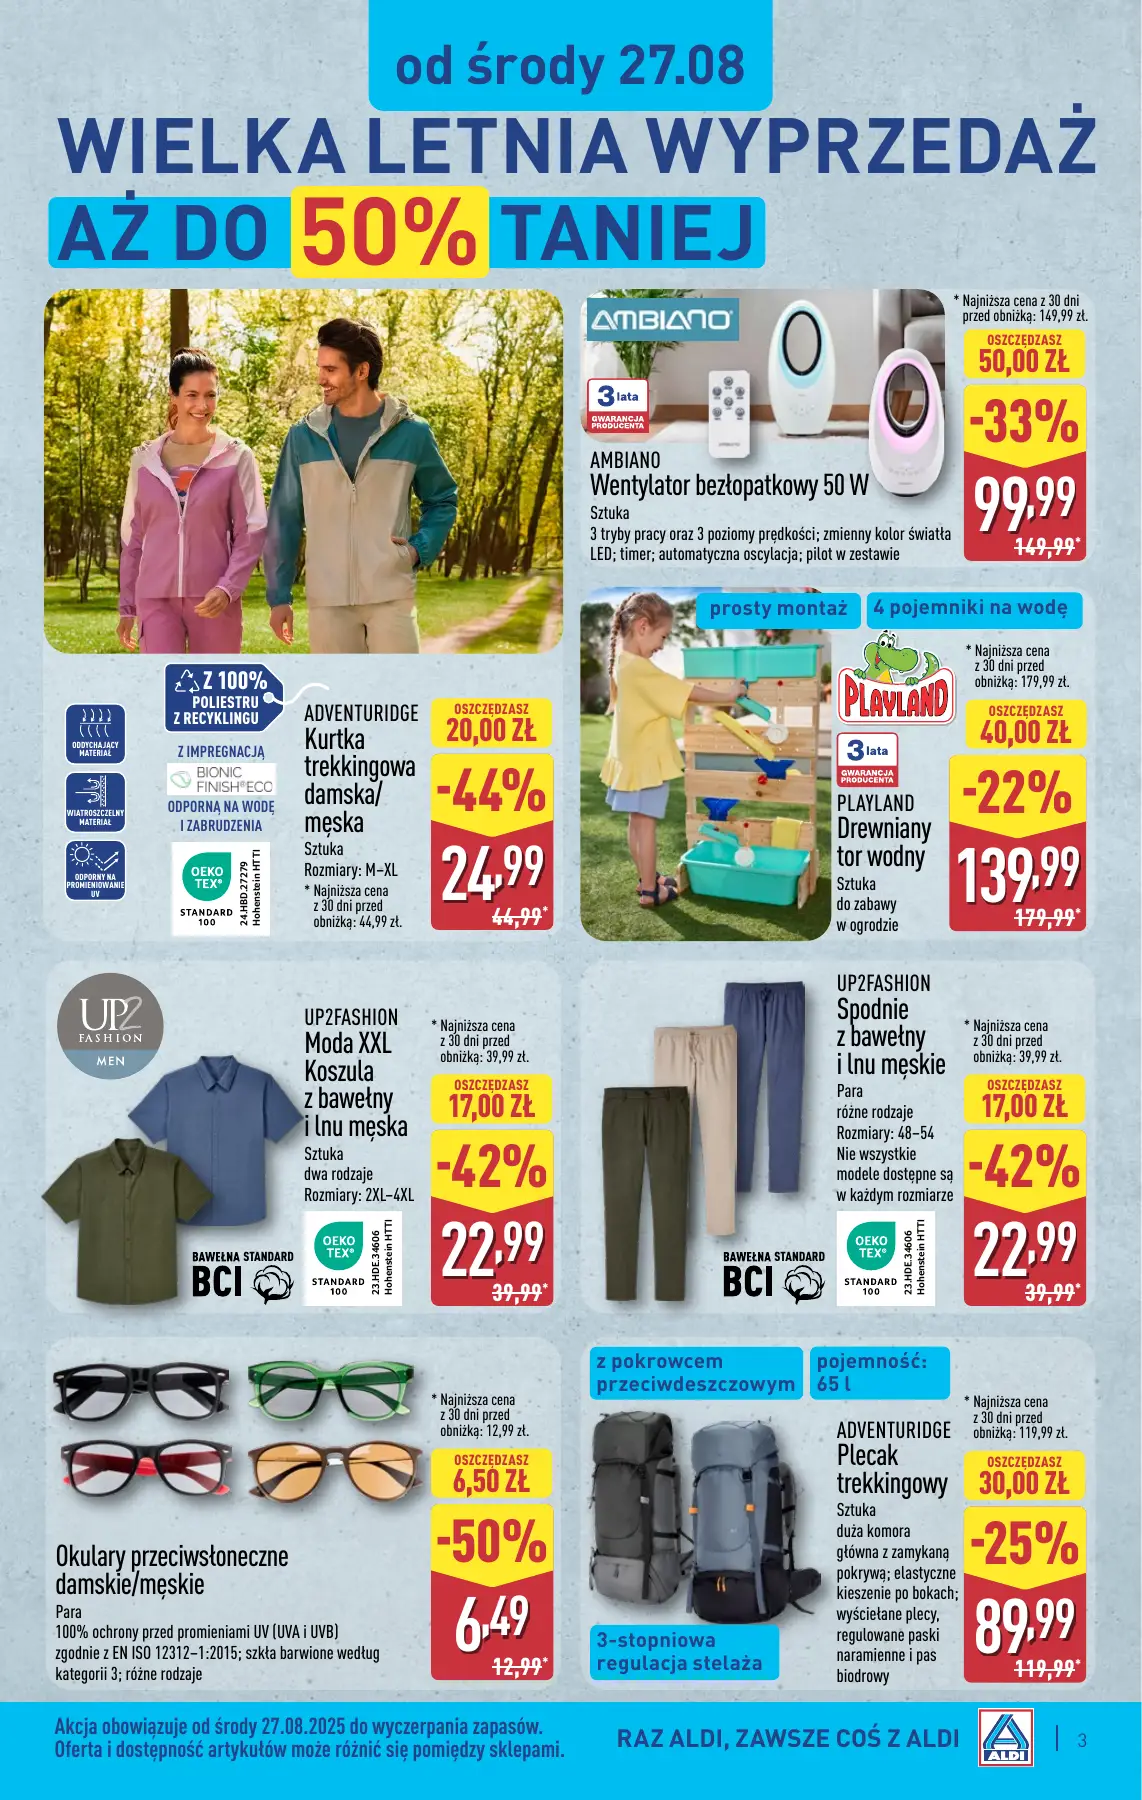 od środy 27.08
WIELKA LETNIA WYPRZEDAŻ
AŻ DO 50% TANIEJ
AMBIANO
3 lata
GWARANCJA
PRODUCENTA
AMBIANO
AMBIANO
Wentylator bezłopatkowy 50 W
Sztuka
3 tryby pracy oraz 3 poziomy prędkości; zmienny kolor światła
LED; timer; automatyczna oscylacja; pilot w zestawie
* Najniższa cena z 30 dni
przed obniżką: 149,99 zł.
OSZCZĘDZASZ
50,00 ZŁ
-33%
99,99
149,99*
Z 100%
POLIESTRU
Z RECYKLINGU
ODDYCHAJĄCY
MATERIAŁ
WIATROSZCZELNY
MATERIAŁ
ODPORNY NA
PROMIENIOWANIE
UV
Z IMPREGNACJĄ
BIONIC
FINISH®ECO
ODPORNĄ NA WODĘ
I ZABRUDZENIA
OEKO
TEX®
STANDARD
100
24.HBD.27279
Hohenstein HTTI
ADVENTURIDGE
Kurtka
trekkingowa
damska/
męska
Sztuka
Rozmiary: M–XL
* Najniższa cena
z 30 dni przed
obniżką: 44,99 zł.
OSZCZĘDZASZ
20,00 ZŁ
-44%
24,99
44,99*
prosty montaż
4 pojemniki na wodę
PLAYLAND
3 lata
GWARANCJA
PRODUCENTA
PLAYLAND
Drewniany
tor wodny
Sztuka
do zabawy
w ogrodzie
* Najniższa cena
z 30 dni przed
obniżką: 179,99 zł.
OSZCZĘDZASZ
40,00 ZŁ
-22%
139,99
179,99*
UP2
FASHION
MEN
UP2FASHION
Moda XXL
Koszula
z bawełny
i lnu męska
Sztuka
dwa rodzaje
Rozmiary: 2XL–4XL
BAWEŁNA STANDARD
BCI
OEKO
TEX®
STANDARD
100
23.HDE.34606
Hohenstein HTTI
* Najniższa cena
z 30 dni przed
obniżką: 39,99 zł.
OSZCZĘDZASZ
17,00 ZŁ
-42%
22,99
39,99*
UP2FASHION
Spodnie
z bawełny
i lnu męskie
Para
różne rodzaje
Rozmiary: 48–54
Nie wszystkie
modele dostępne są
w każdym rozmiarze
BAWEŁNA STANDARD
BCI
OEKO
TEX®
STANDARD
100
23.HDE.34606
Hohenstein HTTI
* Najniższa cena
z 30 dni przed
obniżką: 39,99 zł.
OSZCZĘDZASZ
17,00 ZŁ
-42%
22,99
39,99*
Okulary przeciwsłoneczne
damskie/męskie
Para
100% ochrony przed promieniami UV (UVA i UVB)
zgodnie z EN ISO 12312–1:2015; szkła barwione według
kategorii 3; różne rodzaje
* Najniższa cena
z 30 dni przed
obniżką: 12,99 zł.
OSZCZĘDZASZ
6,50 ZŁ
-50%
6,49
12,99*
z pokrowcem
przeciwdeszczowym
pojemność:
65 l
3-stopniowa
regulacja stelaża
ADVENTURIDGE
Plecak
trekkingowy
Sztuka
duża komora
główna z zamykaną
pokrywą; elastyczne
kieszenie po bokach;
wyściełane plecy,
regulowane paski
naramienne i pas
biodrowy
* Najniższa cena
z 30 dni przed
obniżką: 119,99 zł.
OSZCZĘDZASZ
30,00 ZŁ
-25%
89,99
119,99*
Akcja obowiązuje od środy 27.08.2025 do wyczerpania zapasów.
Oferta i dostępność artykułów może różnić się pomiędzy sklepami.
RAZ ALDI, ZAWSZE COŚ Z ALDI
ALDI
3